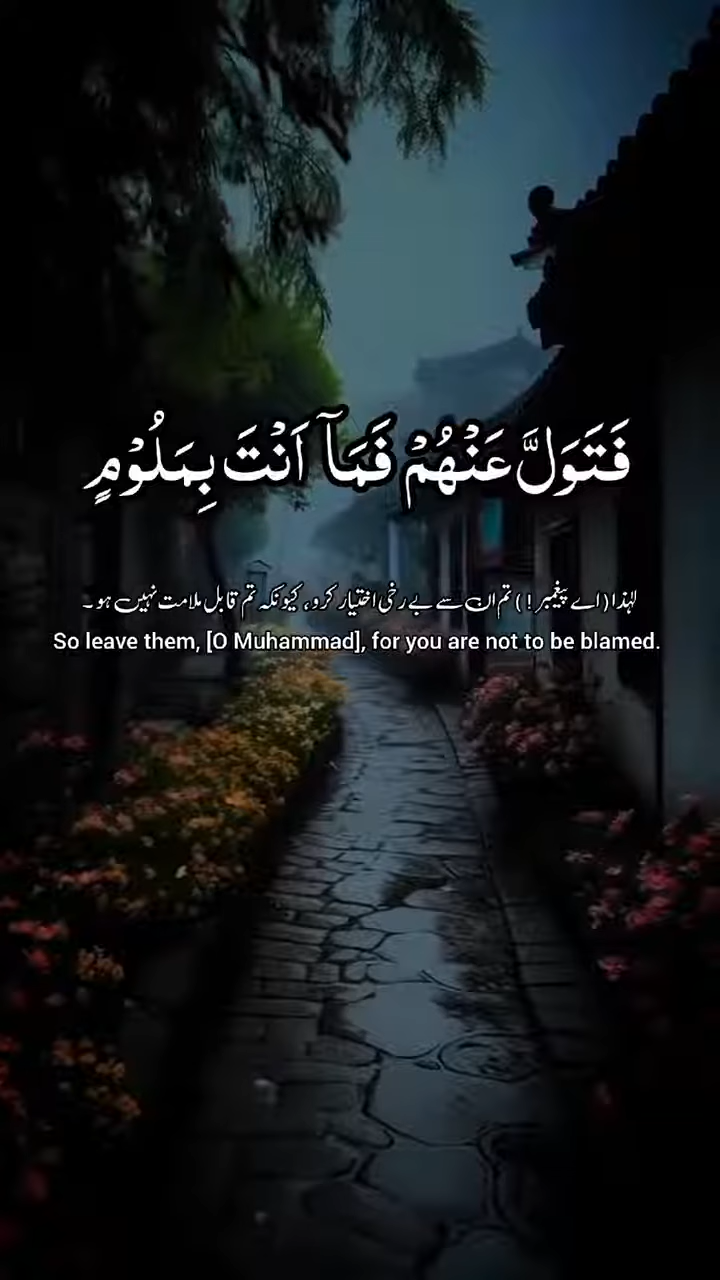 فَتَوَلَّ عَنْهُمْ فَمَاۤ اَنْتَ بِمَلُوْمٍ
لہٰذا (اے پیغمبر!) تم ان سے بے رخی اختیار کرو، کیونکہ تم قابل ملامت نہیں ہو۔
So leave them, [O Muhammad], for you are not to be blamed.